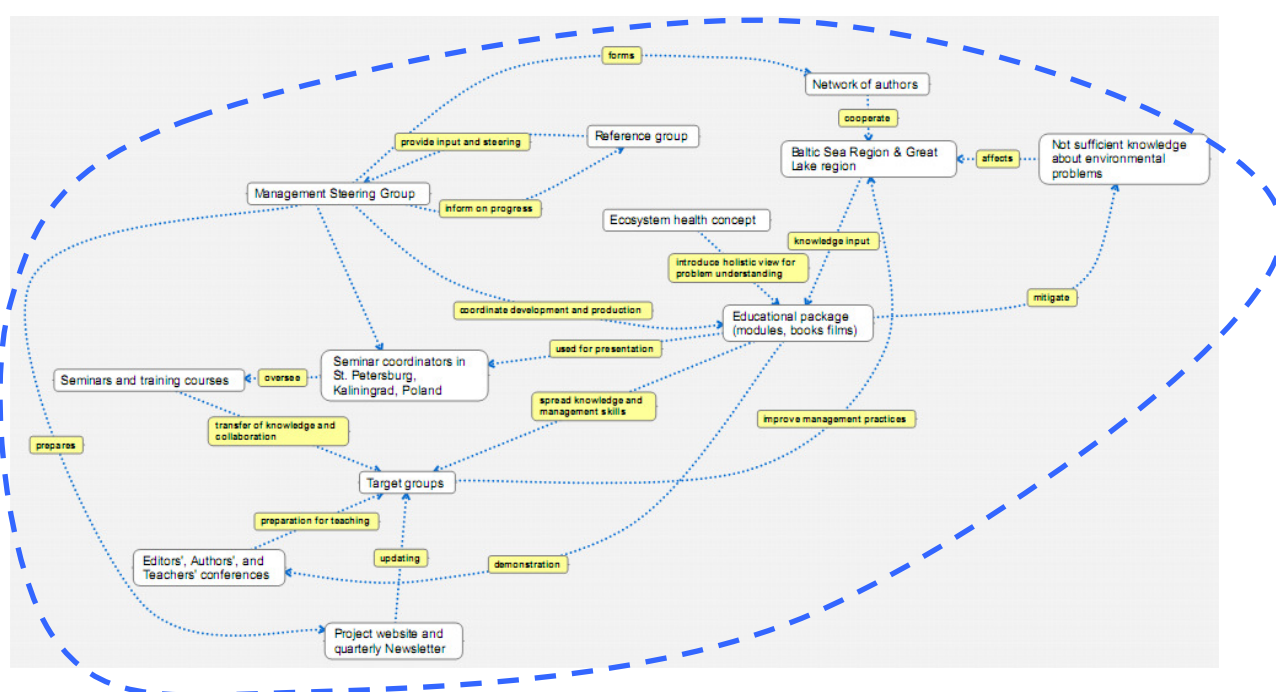 forms
Network of authors
cooperate
provide input and steering
Reference group
Baltic Sea Region & Great
Lake region
affects
Not sufficient knowledge
about environmental
problems
Management Steering Group
inform on progress
Ecosystem health concept
knowledge input
introduce holistic view for
problem understanding
mitigate
coordinate development and production
Educational package
(modules, books films)
used for presentation
Seminar coordinators in
St. Petersburg,
Kaliningrad, Poland
oversee
Seminars and training courses
spread knowledge and
management skills
improve management practices
transfer of knowledge and
collaboration
prepares
Target groups
preparation for teaching
updating
demonstration
Editors', Authors', and
Teachers' conferences
Project website and
quarterly Newsletter